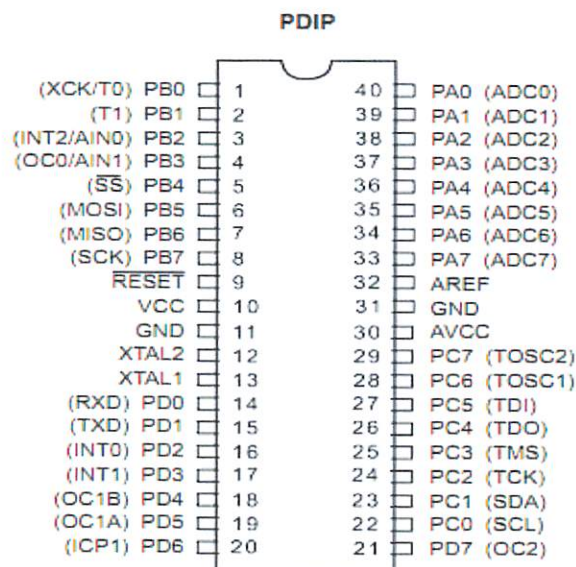 PDIP
(XCK/T0) PB0 1 40 PA0 (ADC0)
(T1) PB1 2 39 PA1 (ADC1)
(INT2/AIN0) PB2 3 38 PA2 (ADC2)
(OC0/AIN1) PB3 4 37 PA3 (ADC3)
(SS) PB4 5 36 PA4 (ADC4)
(MOSI) PB5 6 35 PA5 (ADC5)
(MISO) PB6 7 34 PA6 (ADC6)
(SCK) PB7 8 33 PA7 (ADC7)
RESET 9 32 AREF
VCC 10 31 GND
GND 11 30 AVCC
XTAL2 12 29 PC7 (TOSC2)
XTAL1 13 28 PC6 (TOSC1)
(RXD) PD0 14 27 PC5 (TDI)
(TXD) PD1 15 26 PC4 (TDO)
(INT0) PD2 16 25 PC3 (TMS)
(INT1) PD3 17 24 PC2 (TCK)
(OC1B) PD4 18 23 PC1 (SDA)
(OC1A) PD5 19 22 PC0 (SCL)
(ICP1) PD6 20 21 PD7 (OC2)